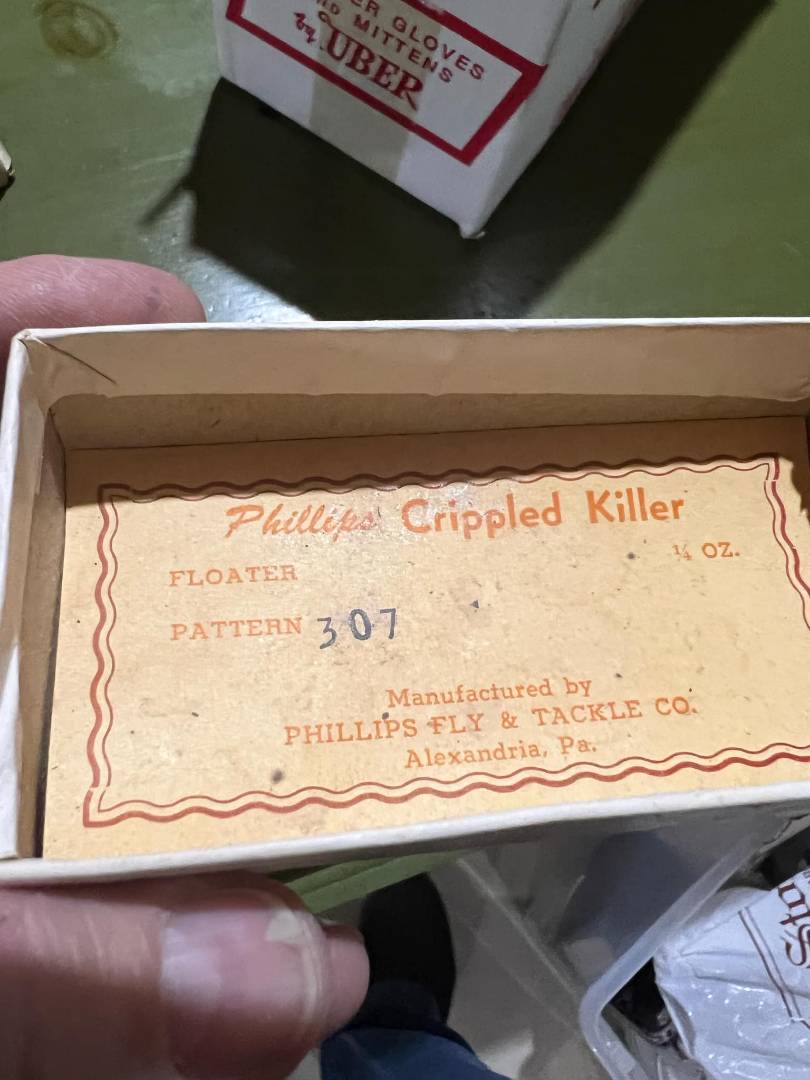 GLOVES
MITTENS
by UBER
Phillips Crippled Killer
FLOATER ¼ OZ.
PATTERN 307
Manufactured by
PHILLIPS FLY & TACKLE CO.
Alexandria, Pa.